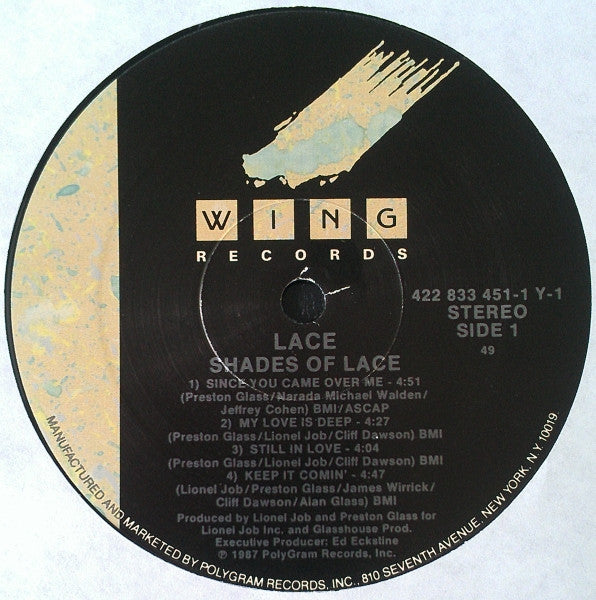 WING
RECORDS
422 833 451-1 Y-1
STEREO
SIDE 1
49
LACE
SHADES OF LACE
1) SINCE YOU CAME OVER ME - 4:51
(Preston Glass/Narada Michael Walden/
Jeffrey Cohen) BMI/ASCAP
2) MY LOVE IS DEEP - 4:27
(Preston Glass/Lionel Job/Cliff Dawson) BMI
3) STILL IN LOVE - 4:04
(Preston Glass/Lionel Job/Cliff Dawson) BMI
4) KEEP IT COMIN' - 4:47
(Lionel Job/Preston Glass/James Wirrick/
Cliff Dawson/Alan Glass) BMI
Produced by Lionel Job and Preston Glass for
Lionel Job Inc. and Glasshouse Prod.
Executive Producer: Ed Eckstine
℗ 1987 PolyGram Records, Inc.
MANUFACTURED AND MARKETED BY POLYGRAM RECORDS, INC., 810 SEVENTH AVENUE, NEW YORK, N.Y. 10019